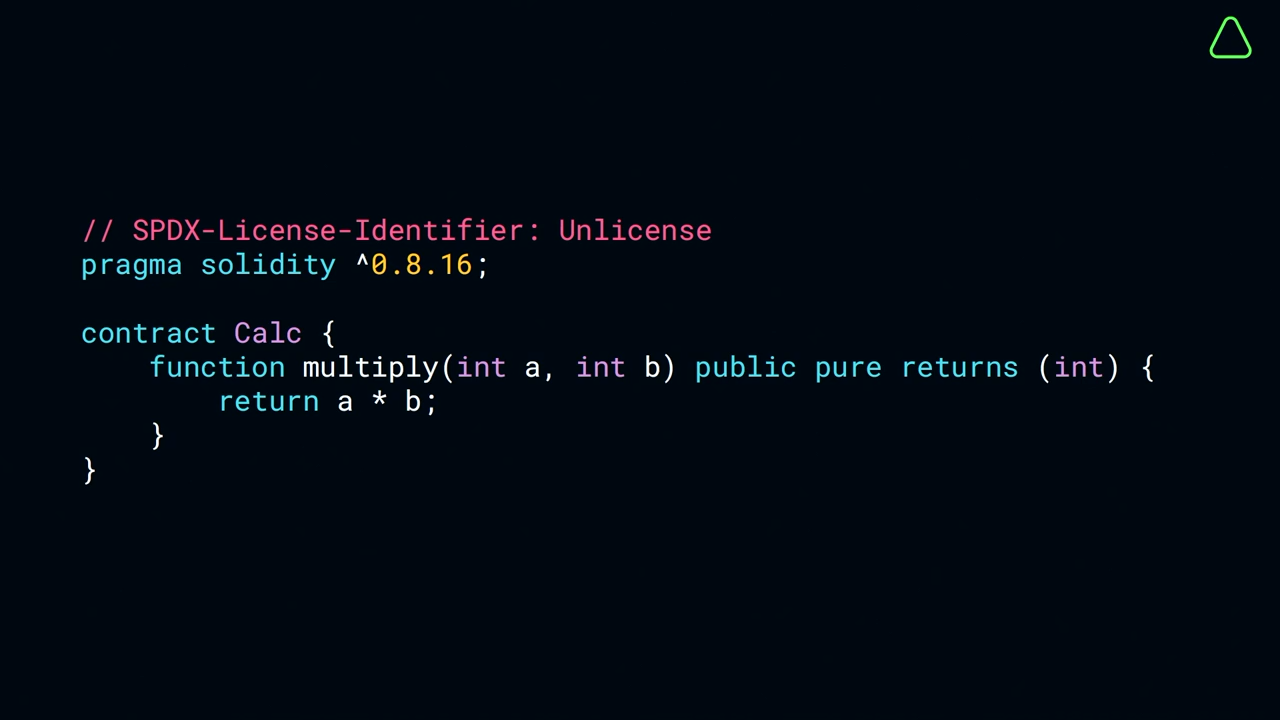 // SPDX-License-Identifier: Unlicense
pragma solidity ^0.8.16;
contract Calc {
function multiply(int a, int b) public pure returns (int) {
return a * b;
}
}